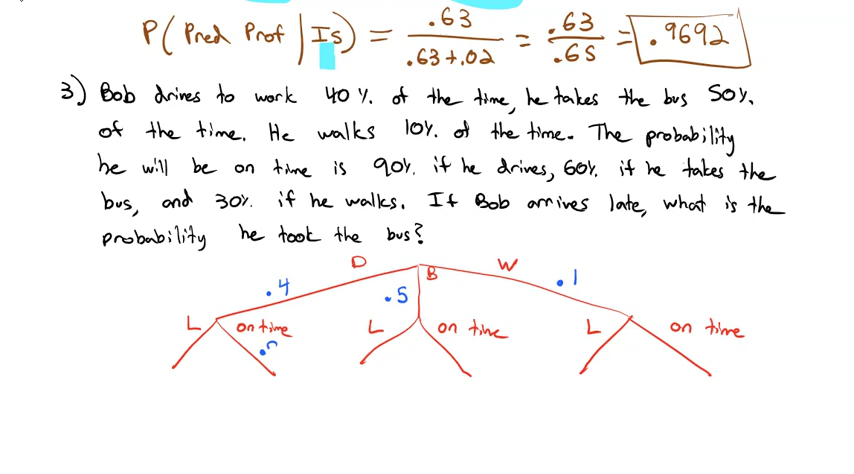 P( Pred Prof | Is) = .63 / .63+.02 = .63 / .65 = .9692
3) Bob drives to work 40%. of the time, he takes the bus 50%.
of the time. He walks 10% of the time. The probability
he will be on time is 90% if he drives, 60% if he takes the
bus, and 30% if he walks. If Bob arrives late, what is the
probability he took the bus?
D B W
.4 .5 .1
L on time L on time L on time